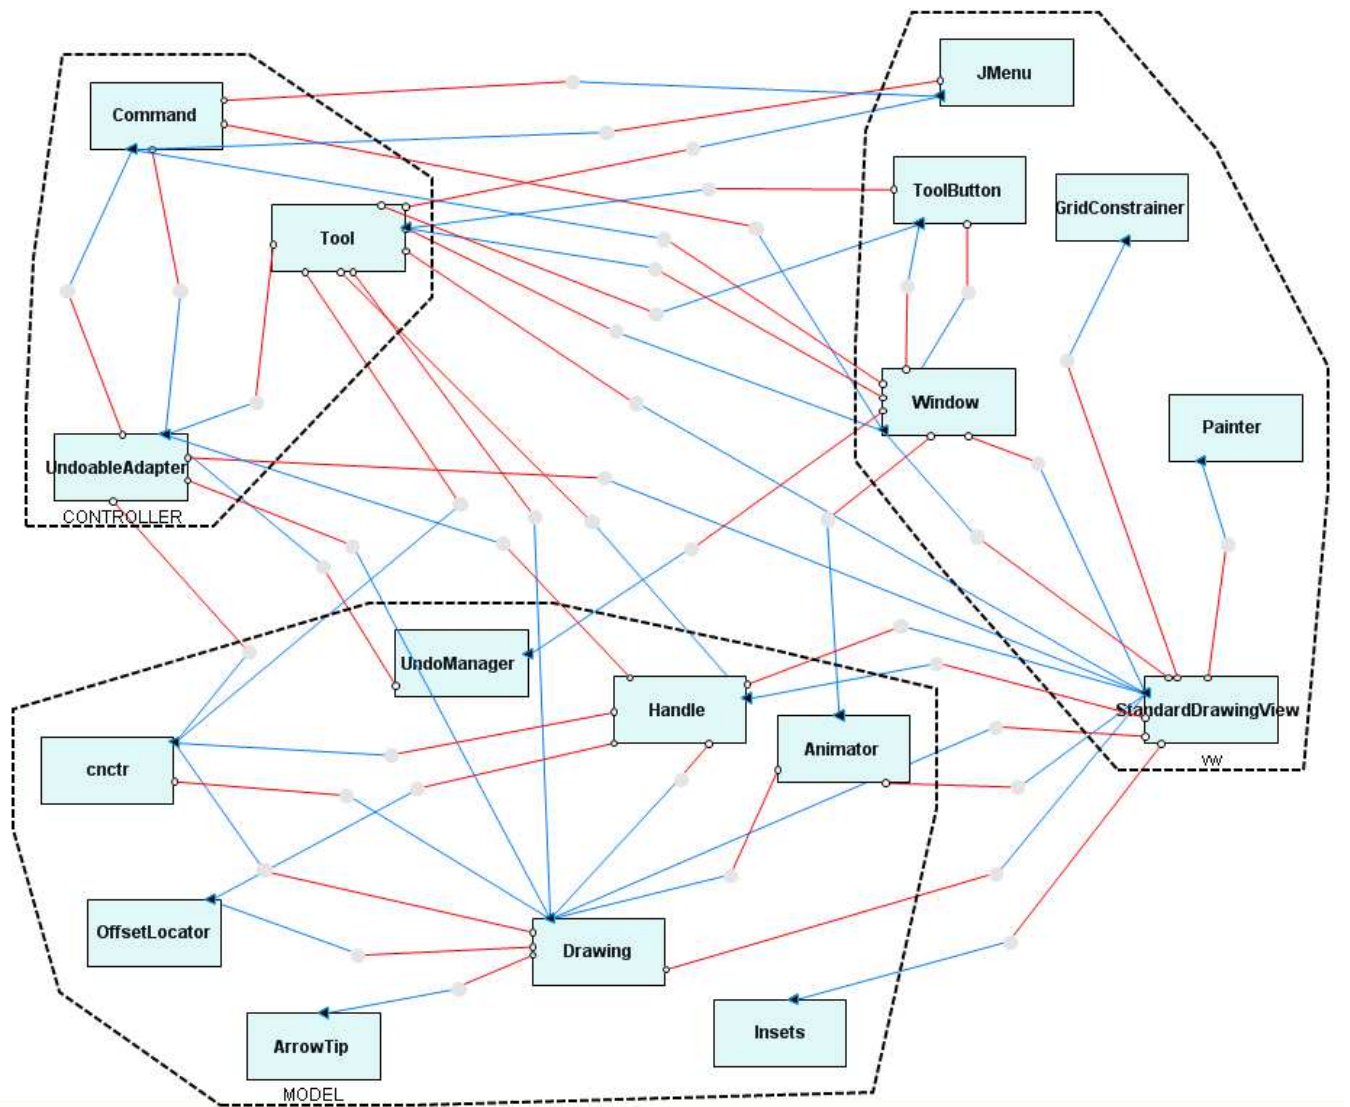 JMenu
Command
ToolButton
GridConstrainer
Tool
Window
Painter
UndoableAdapter
CONTROLLER
UndoManager
Handle
StandardDrawingView
Animator
VW
cnctr
OffsetLocator
Drawing
Insets
ArrowTip
MODEL